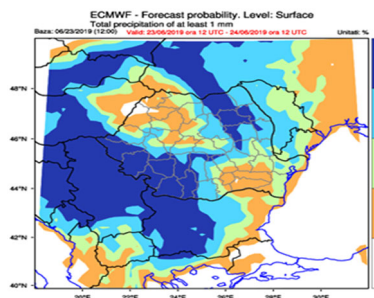 ECMWF - Forecast probability. Level: Surface
Total precipitation of at least 1 mm
Baza: 06/23/2019 (12:00) Valid: 23/06/2019 ora 12 UTC - 24/06/2019 ora 12 UTC Unitati: %
48°N
46°N
44°N
42°N
40°N